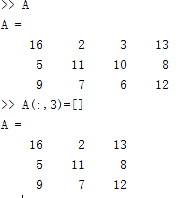 >> A
A =
16 2 3 13
5 11 10 8
9 7 6 12
>> A(:,3)=[]
A =
16 2 13
5 11 8
9 7 12